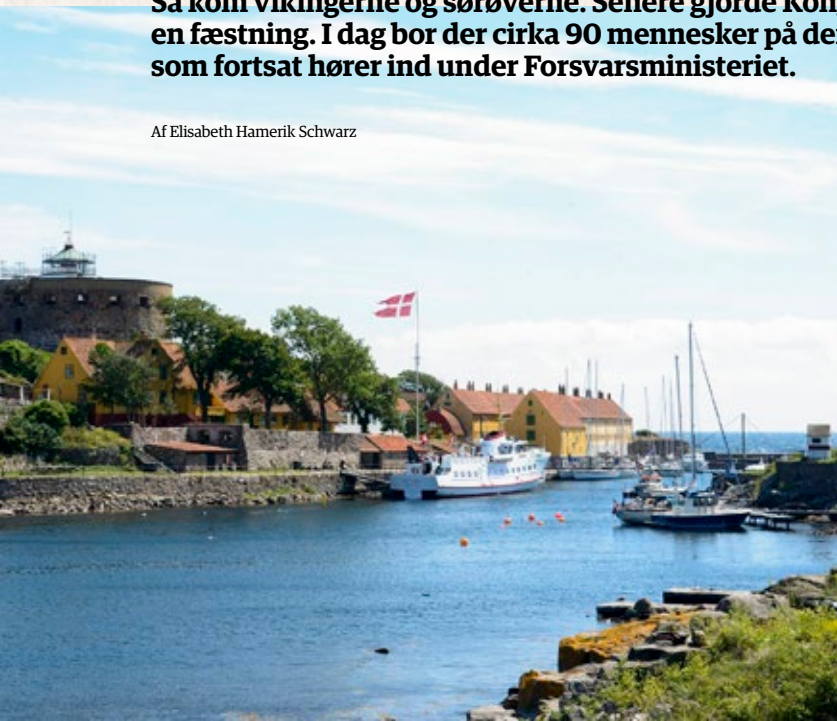 Så kom vikingerne og sørøverne. Senere gjorde
en fæstning. I dag bor der cirka 90 mennesker på
som fortsat hører ind under Forsvarsministeriet.
Af Elisabeth Hamerik Schwarz